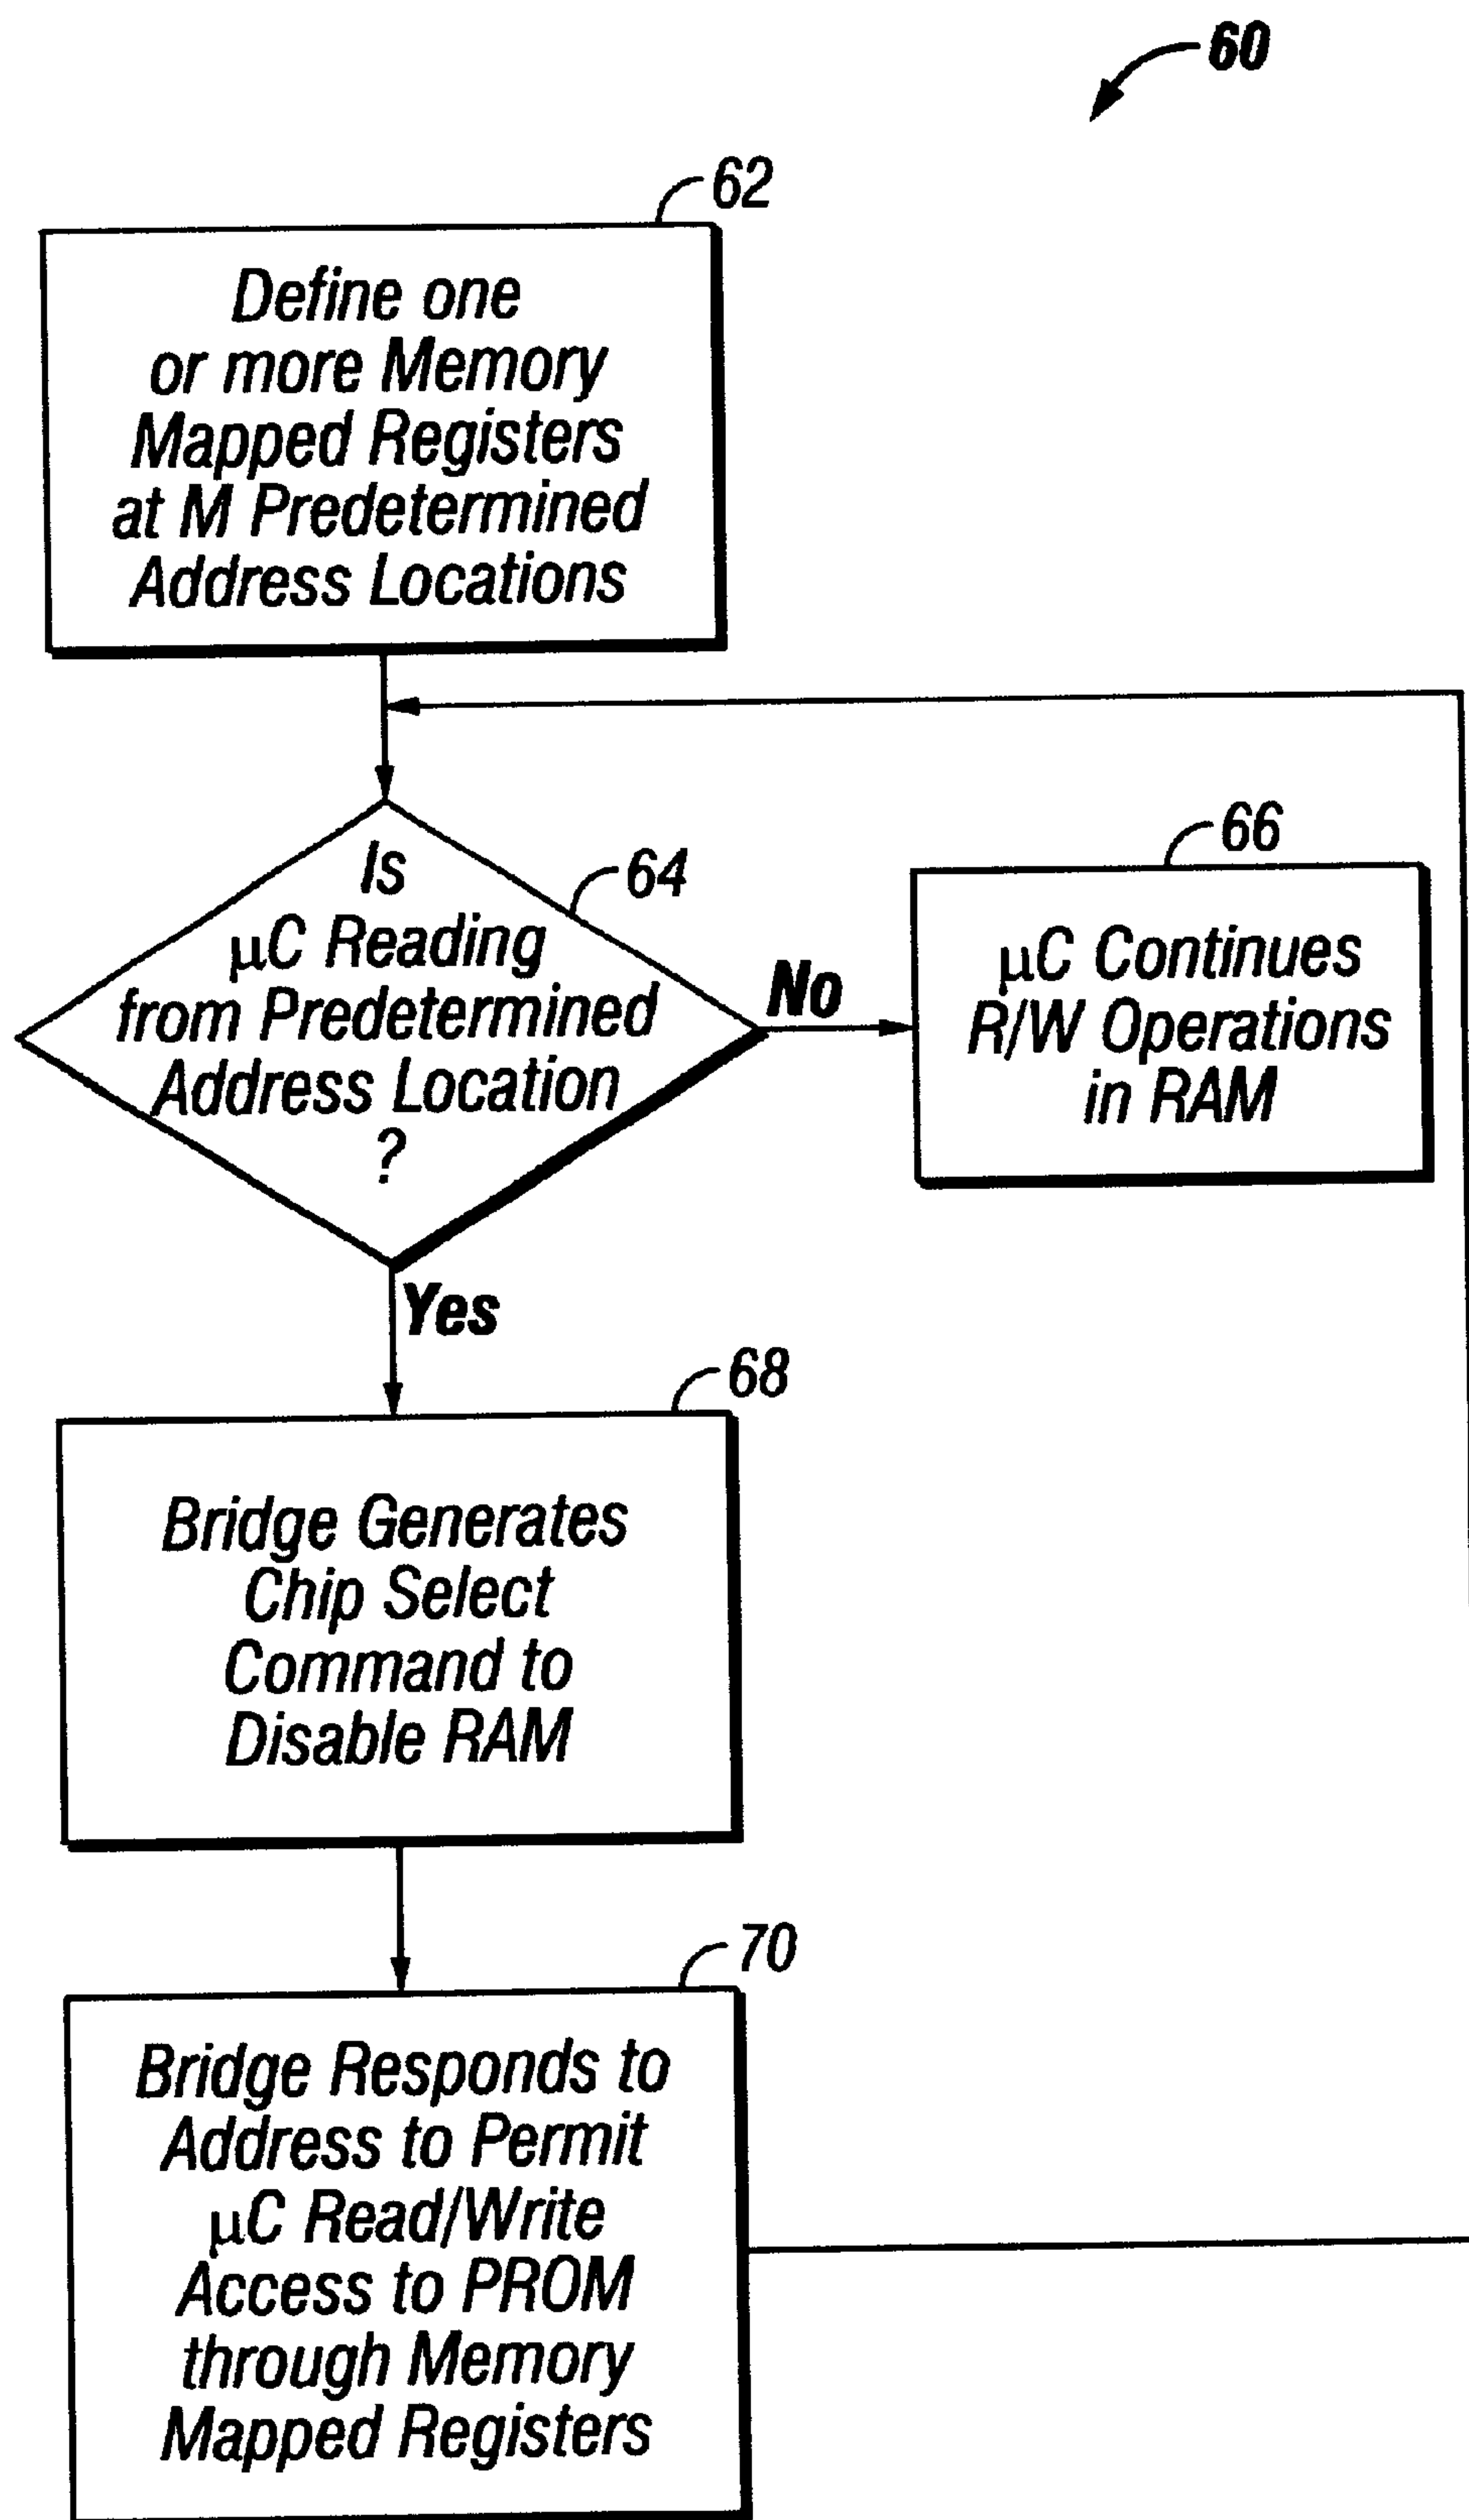 60
62
Define one
or more Memory
Mapped Registers
at M Predetermined
Address Locations
Is
64
µC Reading
from Predetermined
Address Location
?
No
66
µC Continues
R/W Operations
in RAM
Yes
68
Bridge Generates
Chip Select
Command to
Disable RAM
70
Bridge Responds to
Address to Permit
µC Read/Write
Access to PROM
through Memory
Mapped Registers